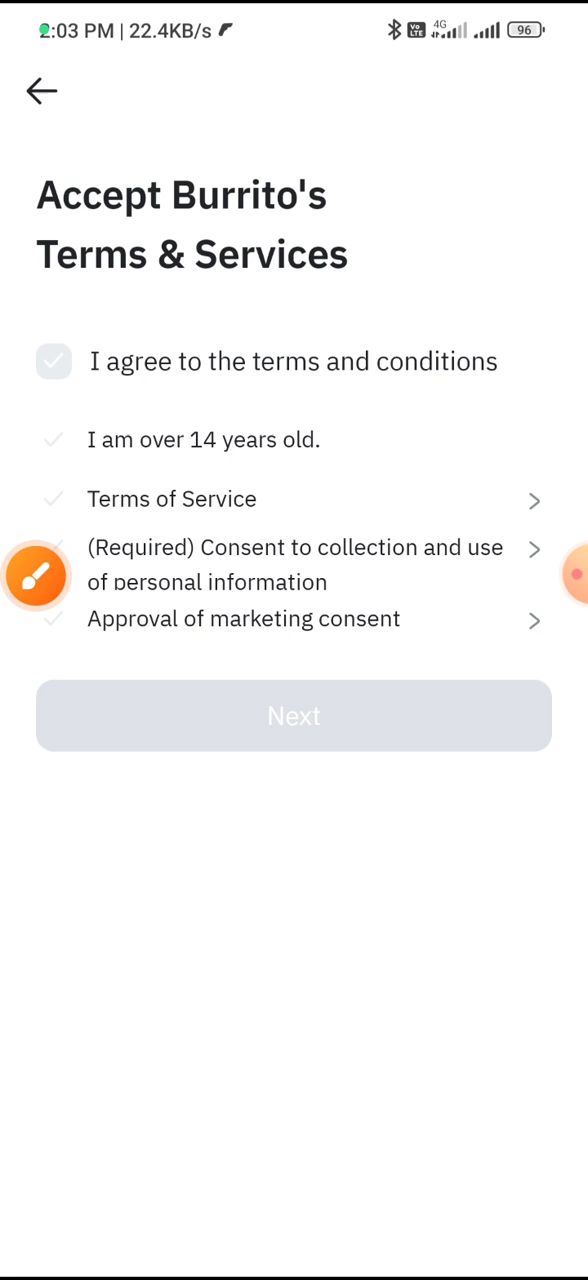 2:03 PM | 22.4KB/s
Vo LTE 4G 96
Accept Burrito's
Terms & Services
I agree to the terms and conditions
I am over 14 years old.
Terms of Service
(Required) Consent to collection and use
of personal information
Approval of marketing consent
Next